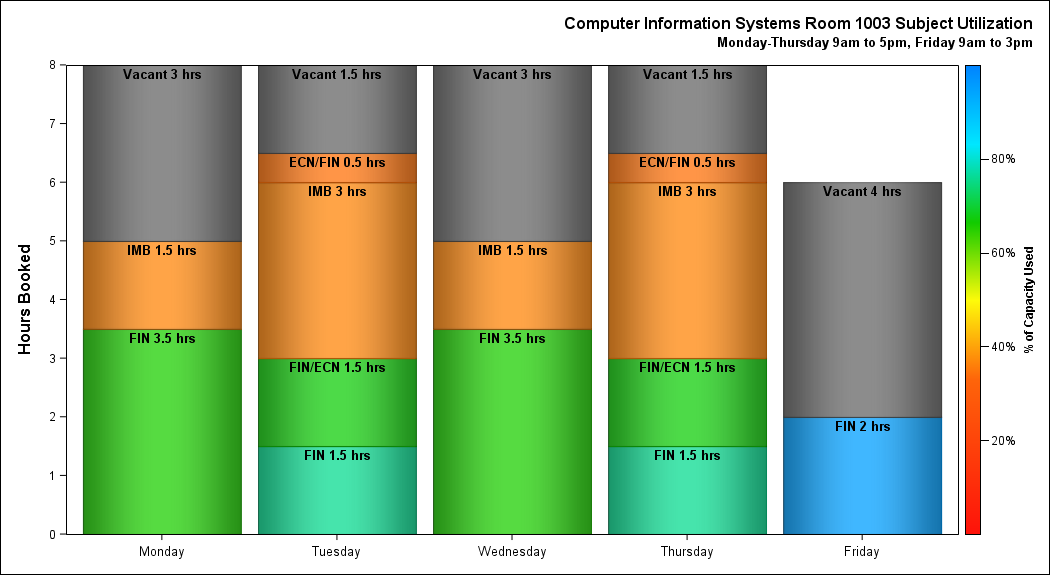 Computer Information Systems Room 1003 Subject Utilization
Monday-Thursday 9am to 5pm, Friday 9am to 3pm
Hours Booked
8
7
6
5
4
3
2
1
0
Vacant 3 hrs
IMB 1.5 hrs
FIN 3.5 hrs
Vacant 1.5 hrs
ECN/FIN 0.5 hrs
IMB 3 hrs
FIN/ECN 1.5 hrs
FIN 1.5 hrs
Vacant 3 hrs
IMB 1.5 hrs
FIN 3.5 hrs
Vacant 1.5 hrs
ECN/FIN 0.5 hrs
IMB 3 hrs
FIN/ECN 1.5 hrs
FIN 1.5 hrs
Vacant 4 hrs
FIN 2 hrs
Monday
Tuesday
Wednesday
Thursday
Friday
80%
60%
40%
20%
% of Capacity Used